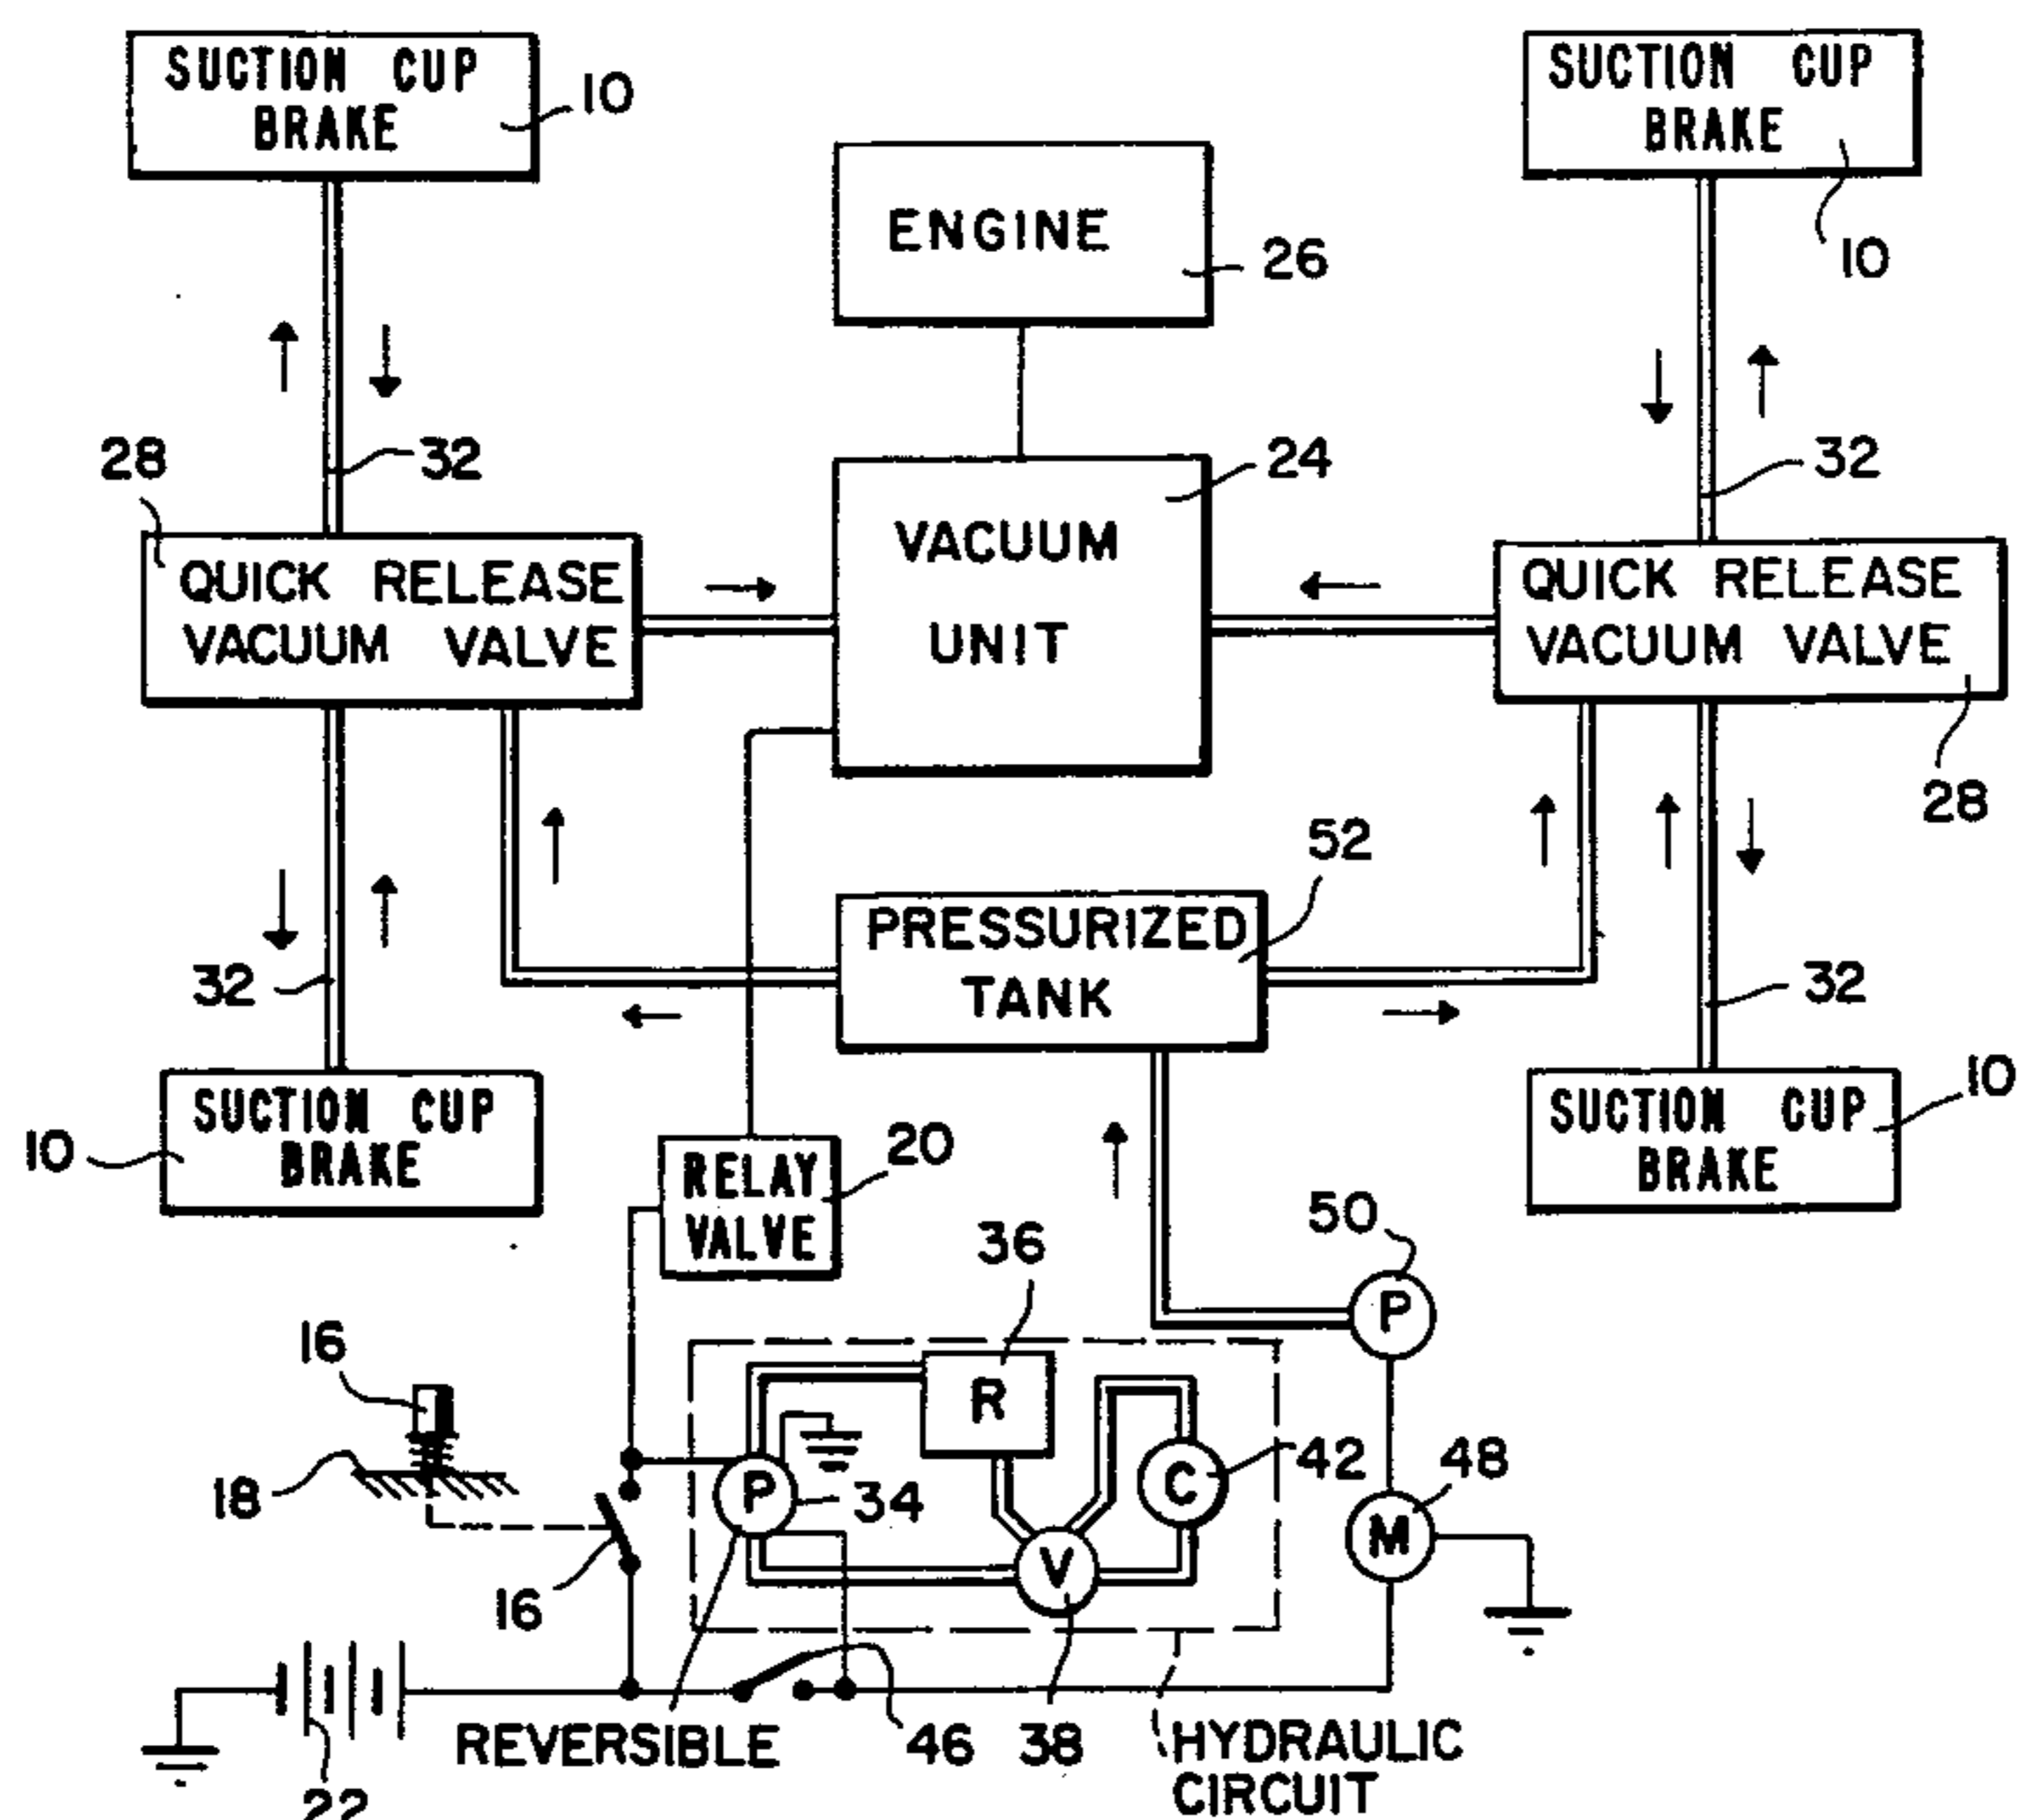 SUCTION CUP
BRAKE
10
SUCTION CUP
BRAKE
10
ENGINE
26
28
32
24
32
QUICK RELEASE
VACUUM VALVE
VACUUM
UNIT
QUICK RELEASE
VACUUM VALVE
28
52
PRESSURIZED
TANK
32
32
SUCTION CUP
BRAKE
10
RELAY
VALVE
20
SUCTION CUP
BRAKE
10
50
P
36
R
16
18
P
34
C
42
48
M
16
V
22
REVERSIBLE
46
38
HYDRAULIC
CIRCUIT